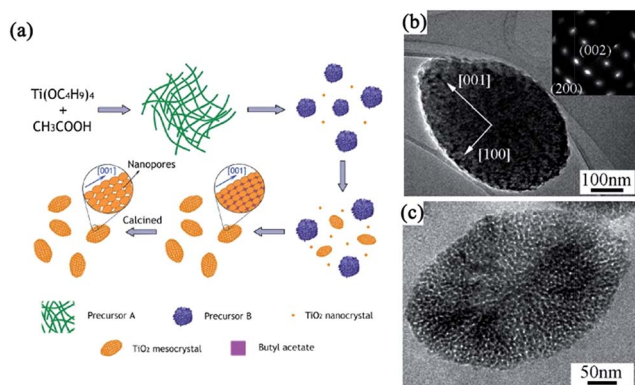 (a)
Ti(OC4H9)4
+
CH3COOH
[001]
Nanopores
[001]
Calcined
Precursor A
Precursor B
TiO2 nanocrystal
TiO2 mesocrystal
Butyl acetate
(b)
(002)
(200)
[001]
[100]
100nm
(c)
50nm